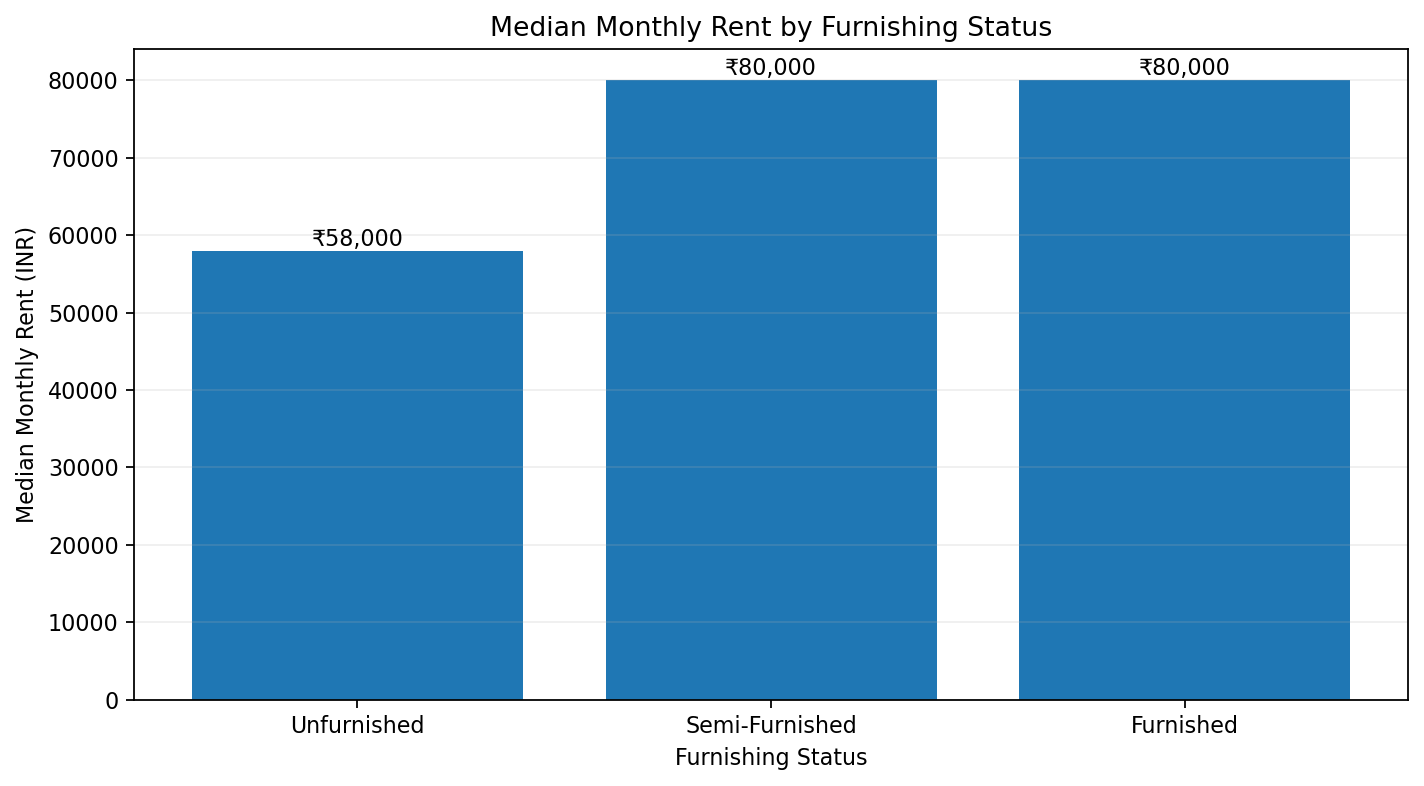 Median Monthly Rent by Furnishing Status
₹80,000
₹80,000
₹58,000
80000
70000
60000
50000
40000
30000
20000
10000
0
Median Monthly Rent (INR)
Unfurnished
Semi-Furnished
Furnished
Furnishing Status